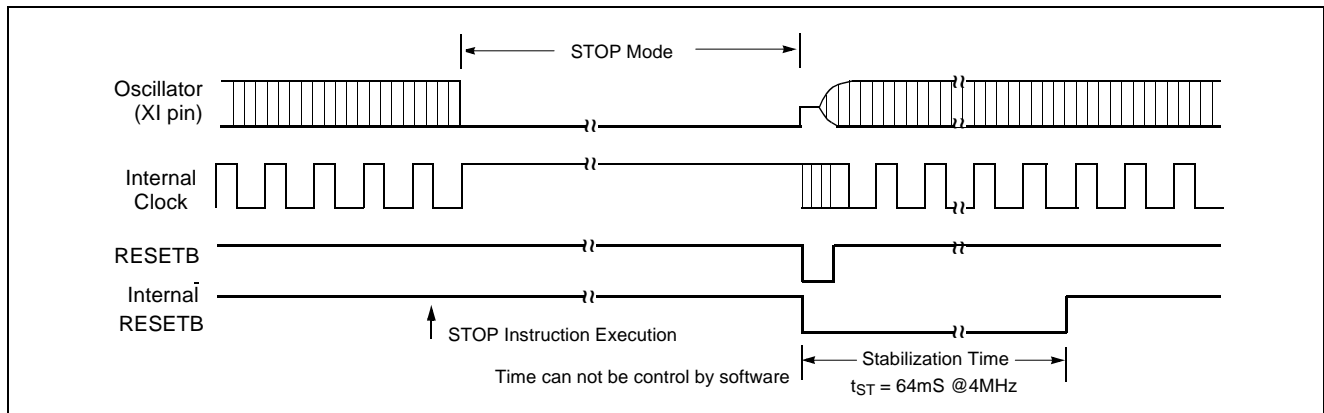 STOP Mode
Oscillator
(XI pin)
Internal
Clock
RESETB
Internal
RESETB
STOP Instruction Execution
Time can not be control by software
Stabilization Time
tST = 64mS @4MHz